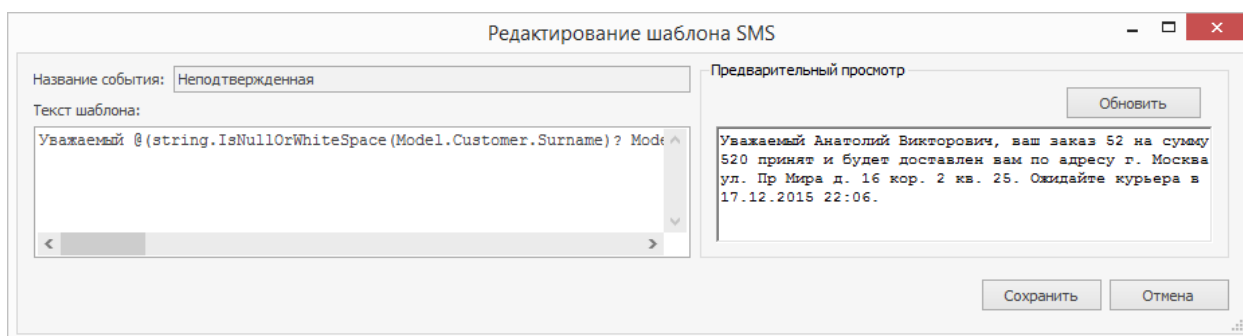 Редактирование шаблона SMS
Название события: Неподтвержденная
Текст шаблона:
Уважаемый @(string.IsNullOrWhiteSpace(Model.Customer.Surname)? Mode
Предварительный просмотр
Обновить
Уважаемый Анатолий Викторович, ваш заказ 52 на сумму
520 принят и будет доставлен вам по адресу г. Москва
ул. Пр Мира д. 16 кор. 2 кв. 25. Ожидайте курьера в
17.12.2015 22:06.
Сохранить
Отмена